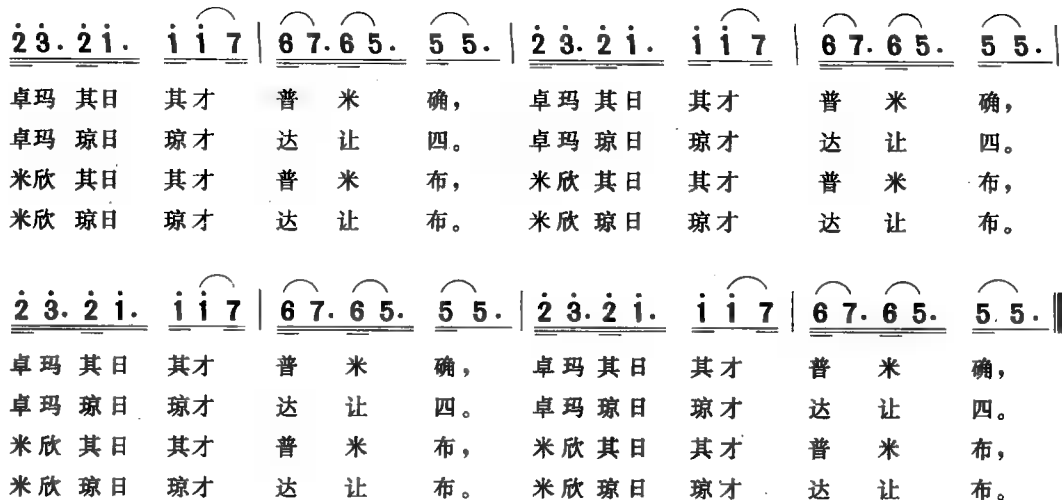 2̇ 3̇. 2̇ 1̇. 1̇ 1̇ 7 | 6 7. 6 5. 5 5. | 2̇ 3̇. 2̇ 1̇. 1̇ 1̇ 7 | 6 7. 6 5. 5 5. |
卓玛 其日 其才 普 米 确， 卓玛 其日 其才 普 米 确，
卓玛 琼日 琼才 达 让 四。 卓玛 琼日 琼才 达 让 四。
米欣 其日 其才 普 米 布， 米欣 其日 其才 普 米 布，
米欣 琼日 琼才 达 让 布。 米欣 琼日 琼才 达 让 布。
2̇ 3̇. 2̇ 1̇. 1̇ 1̇ 7 | 6 7. 6 5. 5 5. | 2̇ 3̇. 2̇ 1̇. 1̇ 1̇ 7 | 6 7. 6 5. 5 5. ‖
卓玛 其日 其才 普 米 确， 卓玛 其日 其才 普 米 确，
卓玛 琼日 琼才 达 让 四。 卓玛 琼日 琼才 达 让 四。
米欣 其日 其才 普 米 布， 米欣 其日 其才 普 米 布，
米欣 琼日 琼才 达 让 布。 米欣 琼日 琼才 达 让 布。